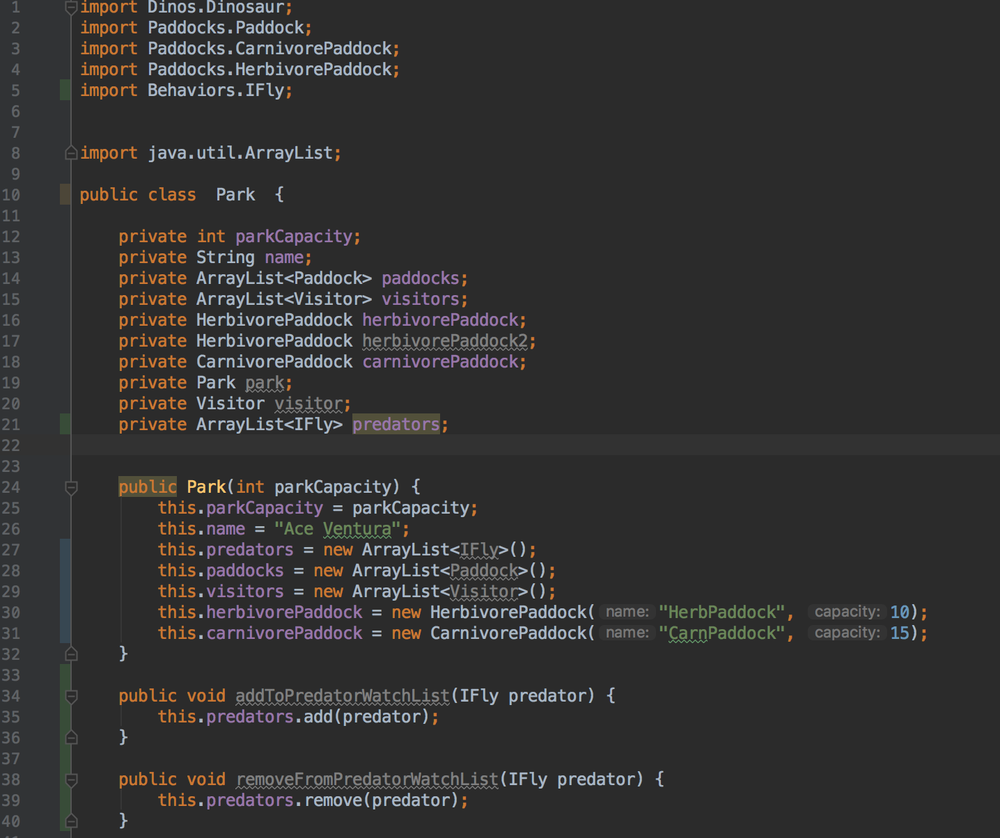 1 import Dinos.Dinosaur;
2 import Paddocks.Paddock;
3 import Paddocks.CarnivorePaddock;
4 import Paddocks.HerbivorePaddock;
5 import Behaviors.IFly;
6
7
8 import java.util.ArrayList;
9
10 public class  Park  {
11
12     private int parkCapacity;
13     private String name;
14     private ArrayList<Paddock> paddocks;
15     private ArrayList<Visitor> visitors;
16     private HerbivorePaddock herbivorePaddock;
17     private HerbivorePaddock herbivorePaddock2;
18     private CarnivorePaddock carnivorePaddock;
19     private Park park;
20     private Visitor visitor;
21     private ArrayList<IFly> predators;
22
23
24     public Park(int parkCapacity) {
25         this.parkCapacity = parkCapacity;
26         this.name = "Ace Ventura";
27         this.predators = new ArrayList<IFly>();
28         this.paddocks = new ArrayList<Paddock>();
29         this.visitors = new ArrayList<Visitor>();
30         this.herbivorePaddock = new HerbivorePaddock( name: "HerbPaddock", capacity: 10);
31         this.carnivorePaddock = new CarnivorePaddock( name: "CarnPaddock", capacity: 15);
32     }
33
34     public void addToPredatorWatchList(IFly predator) {
35         this.predators.add(predator);
36     }
37
38     public void removeFromPredatorWatchList(IFly predator) {
39         this.predators.remove(predator);
40     }